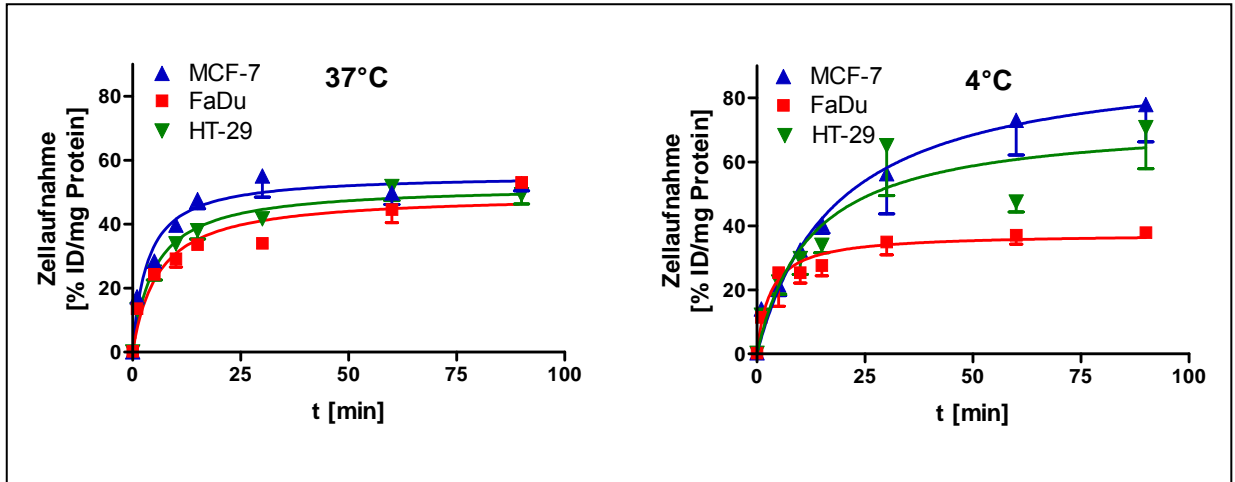 MCF-7
FaDu
HT-29
37°C
Zellaufnahme
[% ID/mg Protein]
80
60
40
20
0
0 25 50 75 100
t [min]
MCF-7
FaDu
HT-29
4°C
Zellaufnahme
[% ID/mg Protein]
80
60
40
20
0
0 25 50 75 100
t [min]